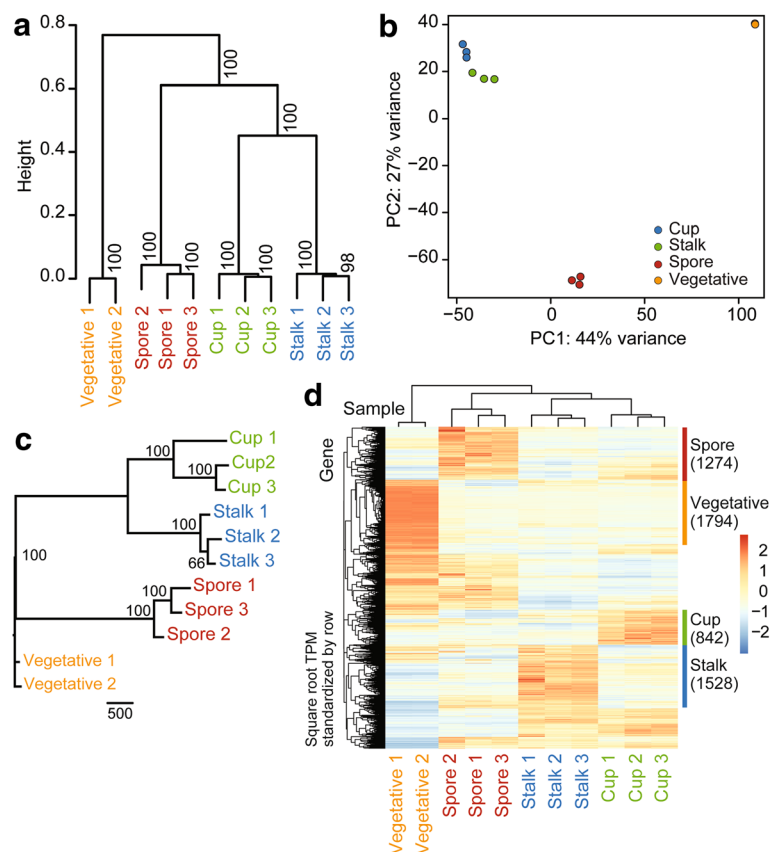 a
0.8
0.6
0.4
0.2
0.0
Height
100
100
100
100
100
100
100
100
100
100
98
Vegetative 1
Vegetative 2
Spore 2
Spore 1
Spore 3
Cup 1
Cup 2
Cup 3
Stalk 1
Stalk 2
Stalk 3
b
40
20
0
−20
−40
−60
PC2: 27% variance
Cup
Stalk
Spore
Vegetative
−50
0
50
100
PC1: 44% variance
c
Cup 1
Cup2
Cup 3
Stalk 1
Stalk 2
Stalk 3
Spore 1
Spore 3
Spore 2
Vegetative 1
Vegetative 2
100
100
100
66
100
100
100
500
d
Sample
Gene
Square root TPM
standardized by row
Spore
(1274)
Vegetative
(1794)
Cup
(842)
Stalk
(1528)
2
1
0
−1
−2
Vegetative 1
Vegetative 2
Spore 2
Spore 1
Spore 3
Stalk 1
Stalk 2
Stalk 3
Cup 1
Cup 2
Cup 3